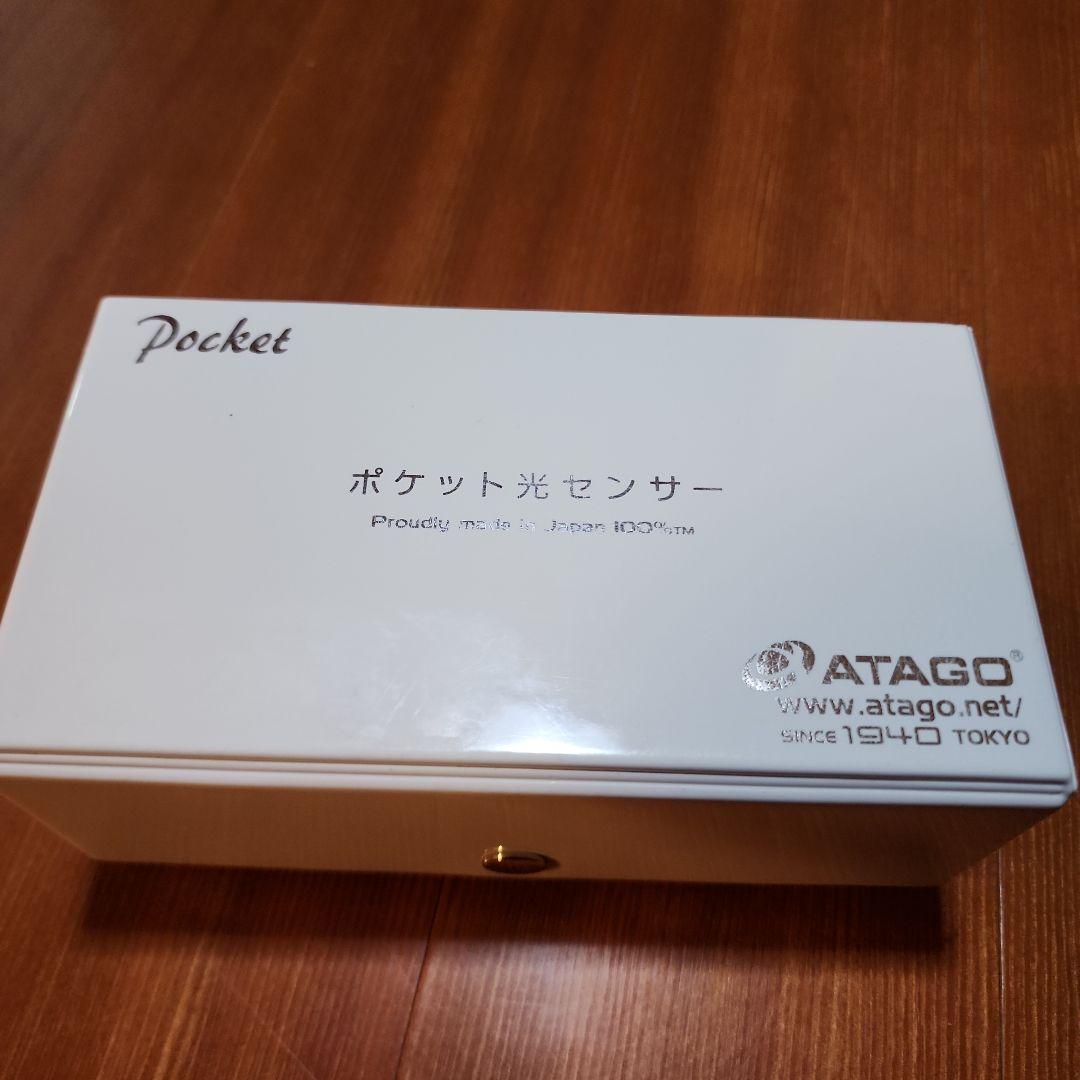 Pocket
ポケット光センサー
Proudly made in Japan 100%™
ATAGO®
www.atago.net/
SINCE 1940 TOKYO